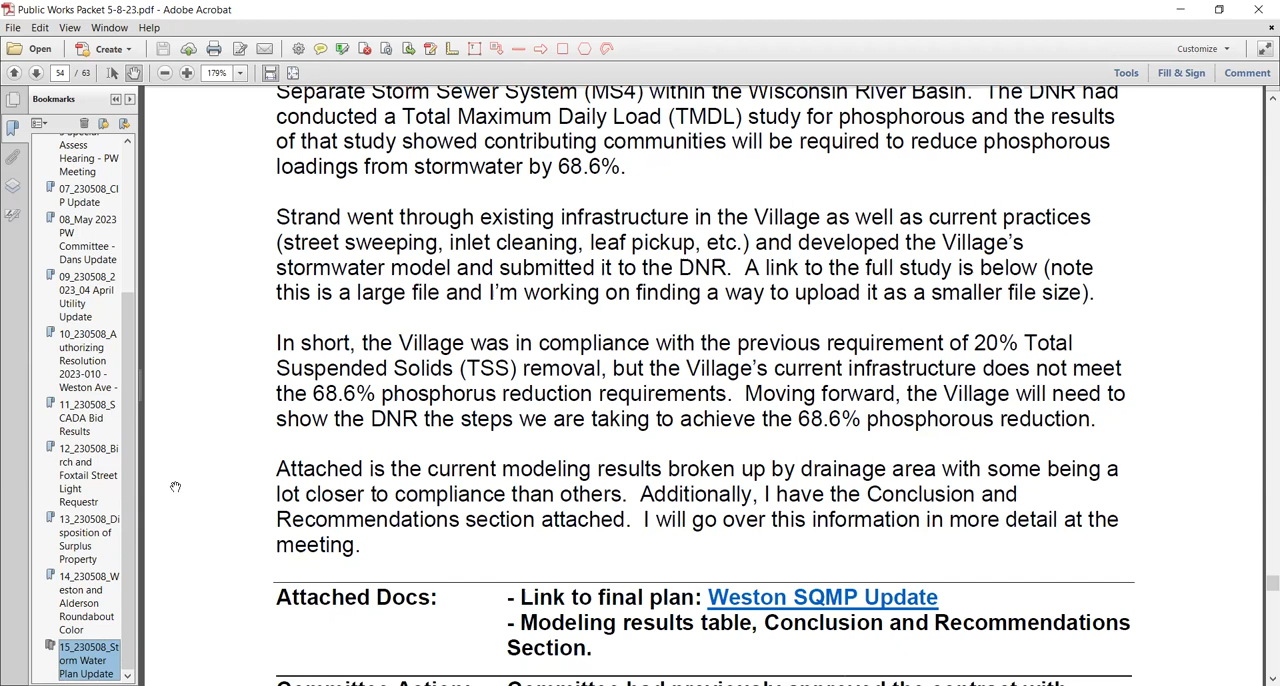 Public Works Packet 5-8-23.pdf - Adobe Acrobat
File Edit View Window Help
Open Create Customize
54 / 63 179% Tools Fill & Sign Comment
Bookmarks
Assess
Hearing - PW
Meeting
07_230508_CI
P Update
08_May 2023
PW
Committee -
Dans Update
09_230508_2
023_04 April
Utility
Update
10_230508_A
uthorizing
Resolution
2023-010 -
Weston Ave -
11_230508_S
CADA Bid
Results
12_230508_Bi
rch and
Foxtail Street
Light
Requestr
13_230508_Di
sposition of
Surplus
Property
14_230508_W
eston and
Alderson
Roundabout
Color
15_230508_St
orm Water
Plan Update
Separate Storm Sewer System (MS4) within the Wisconsin River Basin. The DNR had
conducted a Total Maximum Daily Load (TMDL) study for phosphorous and the results
of that study showed contributing communities will be required to reduce phosphorous
loadings from stormwater by 68.6%.
Strand went through existing infrastructure in the Village as well as current practices
(street sweeping, inlet cleaning, leaf pickup, etc.) and developed the Village's
stormwater model and submitted it to the DNR. A link to the full study is below (note
this is a large file and I'm working on finding a way to upload it as a smaller file size).
In short, the Village was in compliance with the previous requirement of 20% Total
Suspended Solids (TSS) removal, but the Village's current infrastructure does not meet
the 68.6% phosphorus reduction requirements. Moving forward, the Village will need to
show the DNR the steps we are taking to achieve the 68.6% phosphorous reduction.
Attached is the current modeling results broken up by drainage area with some being a
lot closer to compliance than others. Additionally, I have the Conclusion and
Recommendations section attached. I will go over this information in more detail at the
meeting.
Attached Docs: - Link to final plan: Weston SQMP Update
- Modeling results table, Conclusion and Recommendations
Section.
Committee Action: Committee had previously approved the contract with